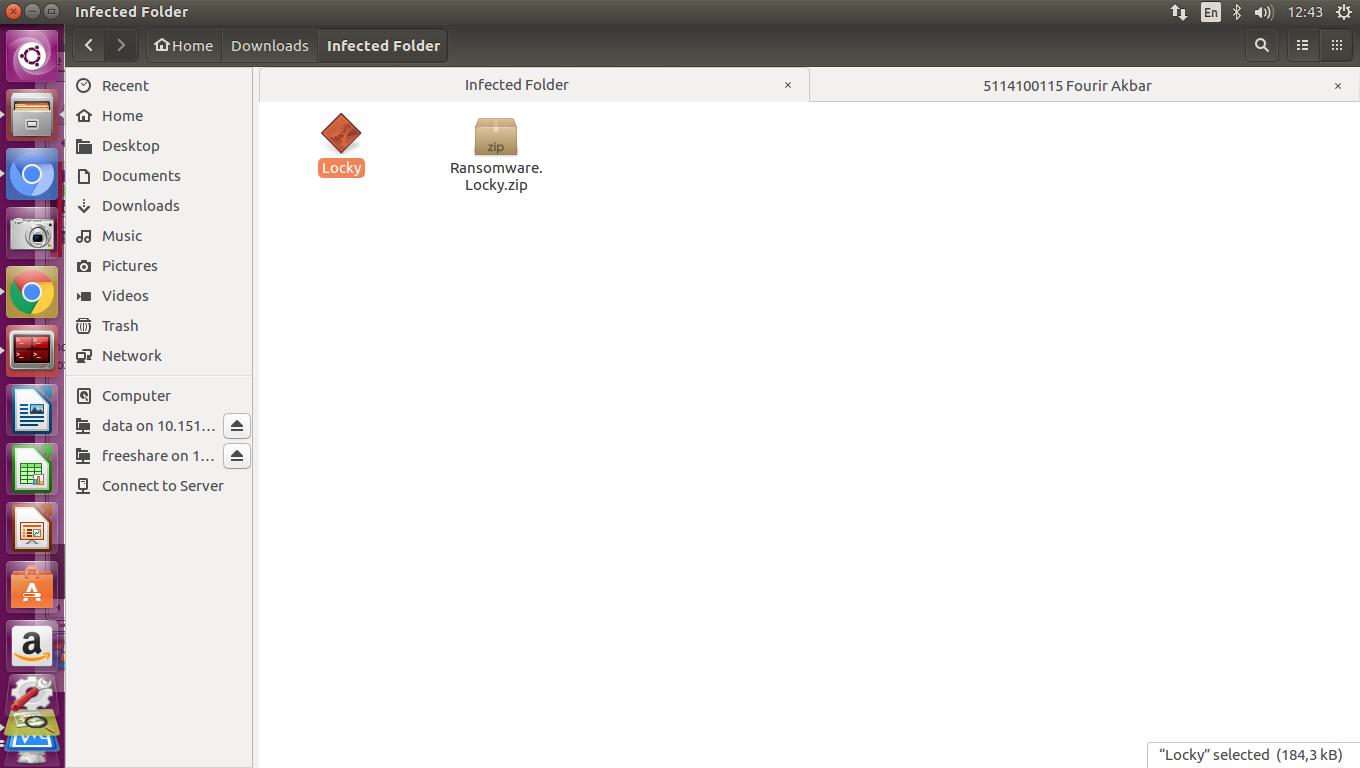 Infected Folder
En
12:43
Home
Downloads
Infected Folder
Recent
Home
Desktop
Documents
Downloads
Music
Pictures
Videos
Trash
Network
Computer
data on 10.151...
freeshare on 1...
Connect to Server
Infected Folder ×
5114100115 Fourir Akbar ×
Locky
zip
Ransomware.
Locky.zip
“Locky” selected (184,3 kB)